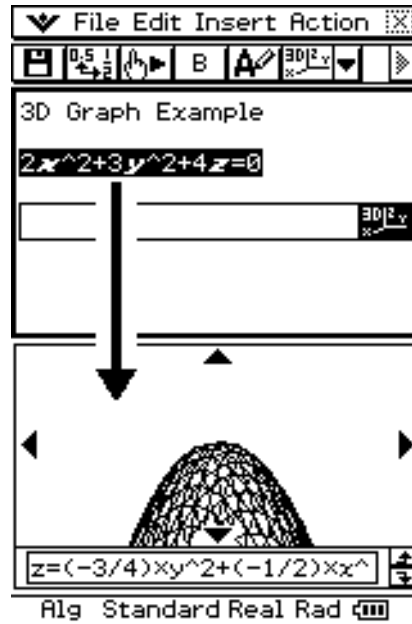 File Edit Insert Action
B
3D Graph Example
2x^2+3y^2+4z=0
z=(-3/4)×y^2+(-1/2)×x^
Alg Standard Real Rad